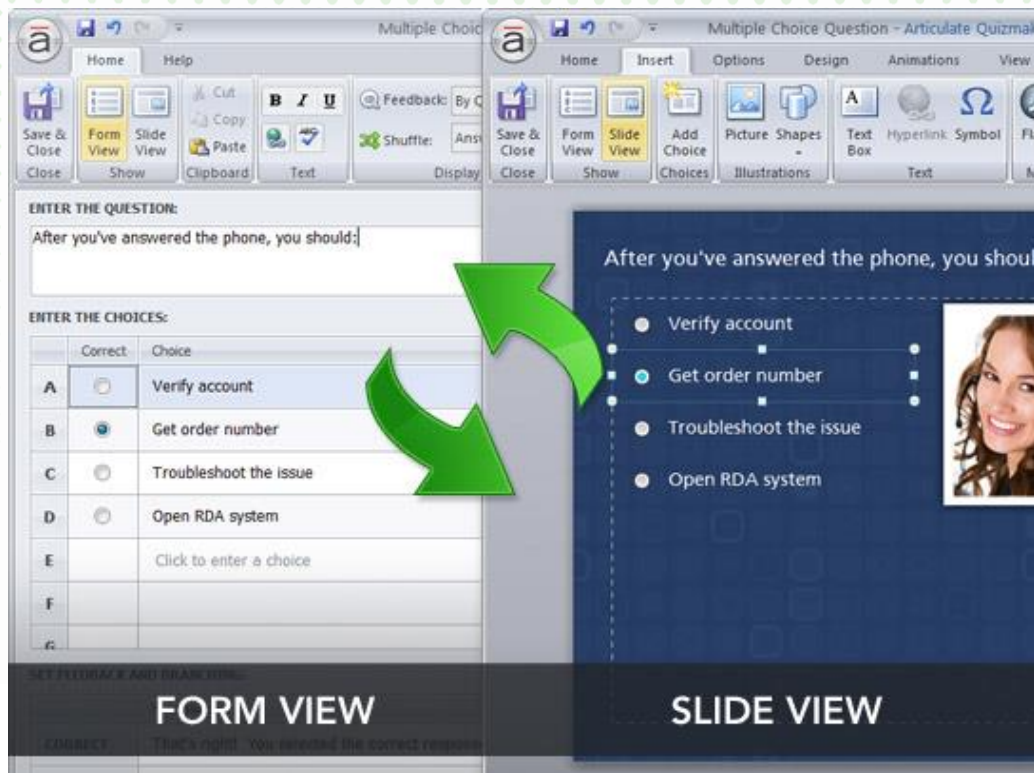 Multiple Choic
Home Help
Save & Close
Form View
Slide View
Cut
Copy
Paste
B I U
Feedback: By C
Shuffle: Ans
Close Show Clipboard Text Display
ENTER THE QUESTION:
After you've answered the phone, you should:
ENTER THE CHOICES:
Correct Choice
A Verify account
B Get order number
C Troubleshoot the issue
D Open RDA system
E Click to enter a choice
F
G
SET FEEDBACK AND BRANCHING:
FORM VIEW
CORRECT That's right! You selected the correct response
ā
Multiple Choice Question - Articulate Quizmak
Home Insert Options Design Animations View
Save & Close
Form View
Slide View
Add Choice
Picture Shapes
Text Box
Hyperlink Symbol
Close Show Choices Illustrations Text
After you've answered the phone, you shoul
Verify account
Get order number
Troubleshoot the issue
Open RDA system
SLIDE VIEW